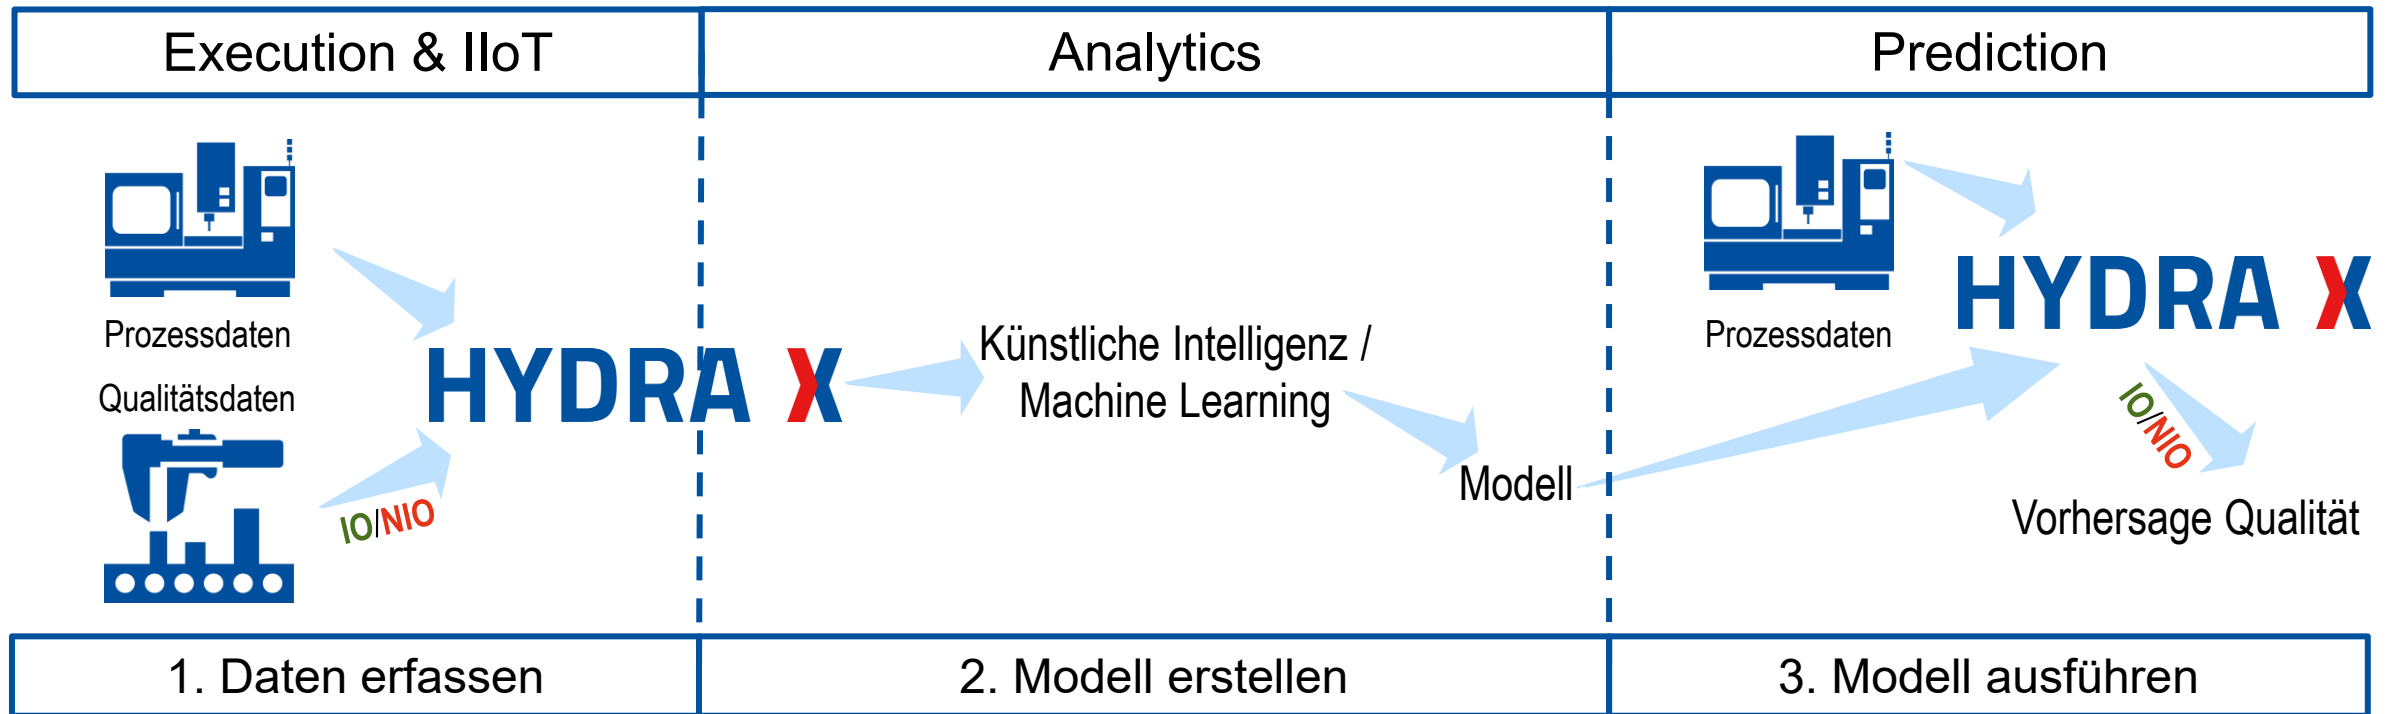 Execution & IIoT
Analytics
Prediction
Prozessdaten
Qualitätsdaten
IO/NIO
HYDRA X
Künstliche Intelligenz /
Machine Learning
Modell
Prozessdaten
HYDRA X
IO/NIO
Vorhersage Qualität
1. Daten erfassen
2. Modell erstellen
3. Modell ausführen